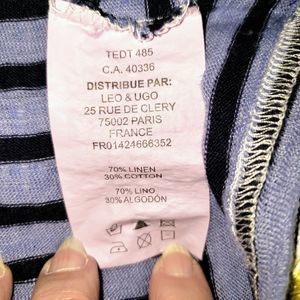 TEDT 485
C.A. 40336
DISTRIBUE PAR:
LEO & UGO
25 RUE DE CLERY
75002 PARIS
FRANCE
FR01424666352
70% LINEN
30% COTTON
70% LINO
30% ALGODÓN